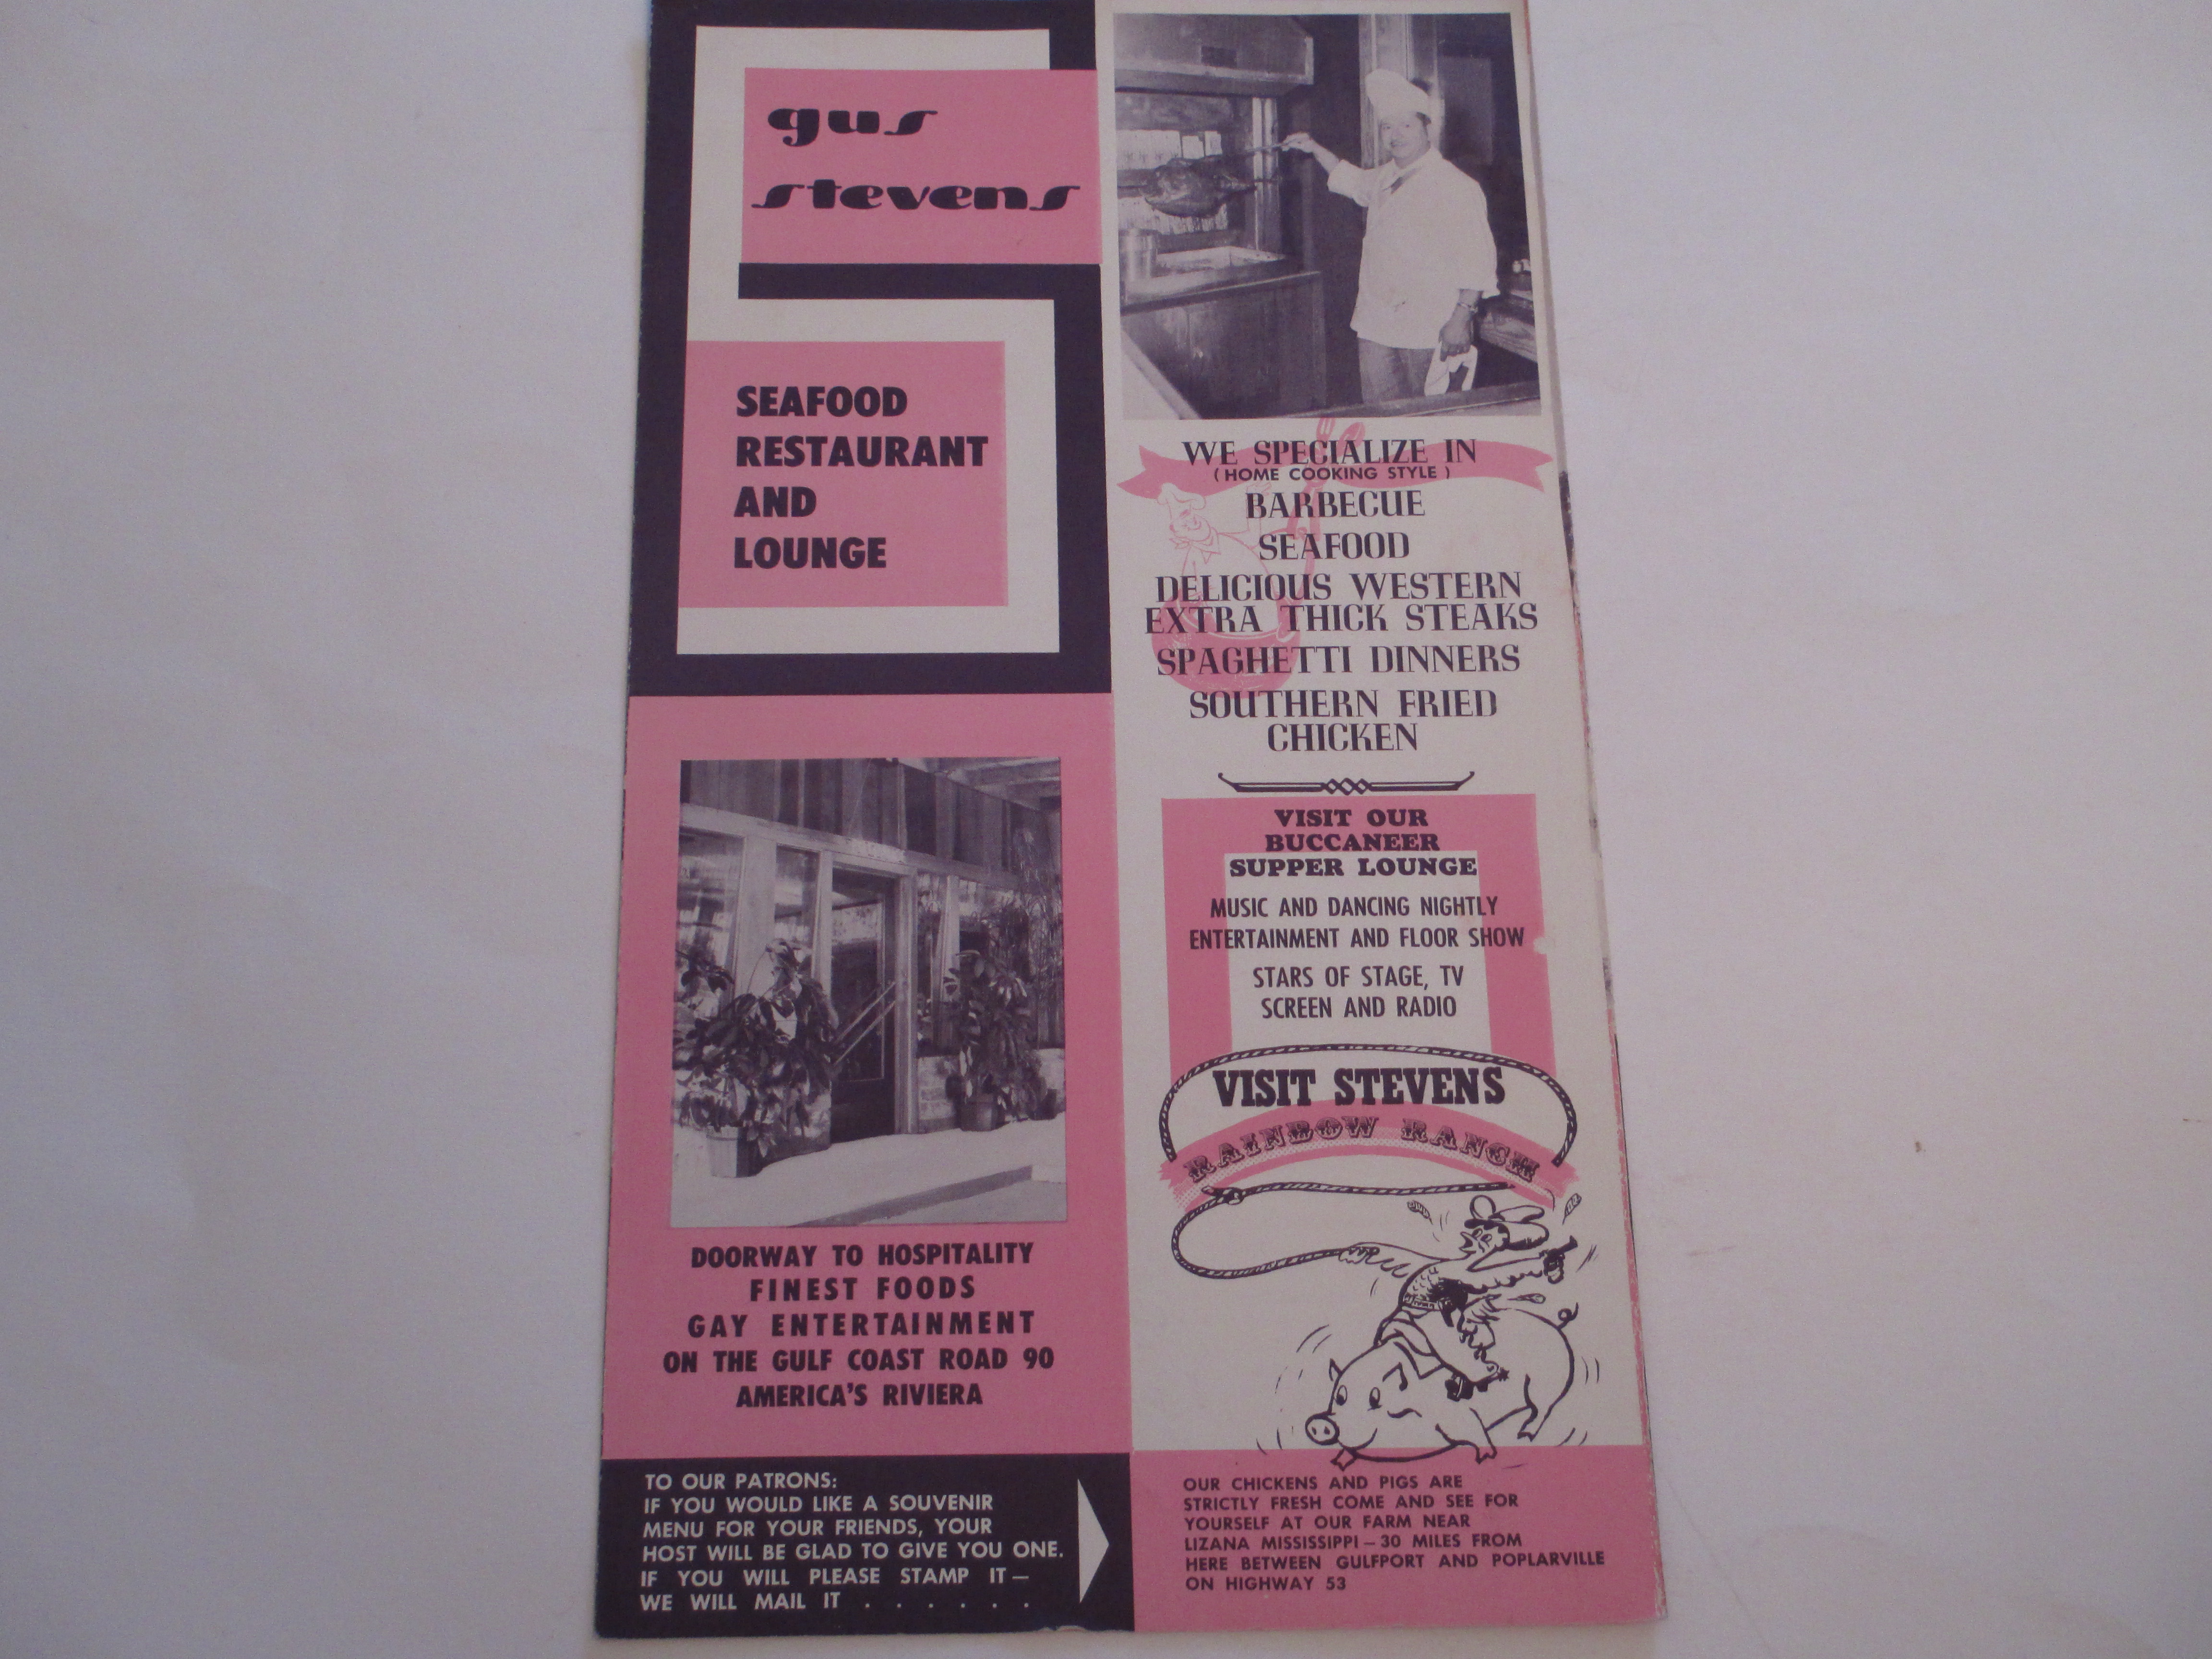 gus
stevens
SEAFOOD
RESTAURANT
AND
LOUNGE
DOORWAY TO HOSPITALITY
FINEST FOODS
GAY ENTERTAINMENT
ON THE GULF COAST ROAD 90
AMERICA'S RIVIERA
TO OUR PATRONS:
IF YOU WOULD LIKE A SOUVENIR
MENU FOR YOUR FRIENDS, YOUR
HOST WILL BE GLAD TO GIVE YOU ONE.
IF YOU WILL PLEASE STAMP IT—
WE WILL MAIL IT . . . . . .
WE SPECIALIZE IN
(HOME COOKING STYLE)
BARBECUE
SEAFOOD
DELICIOUS WESTERN
EXTRA THICK STEAKS
SPAGHETTI DINNERS
SOUTHERN FRIED
CHICKEN
VISIT OUR
BUCCANEER
SUPPER LOUNGE
MUSIC AND DANCING NIGHTLY
ENTERTAINMENT AND FLOOR SHOW
STARS OF STAGE, TV
SCREEN AND RADIO
VISIT STEVENS
RAINBOW RANCH
OUR CHICKENS AND PIGS ARE
STRICTLY FRESH COME AND SEE FOR
YOURSELF AT OUR FARM NEAR
LIZANA MISSISSIPPI—30 MILES FROM
HERE BETWEEN GULFPORT AND POPLARVILLE
ON HIGHWAY 53